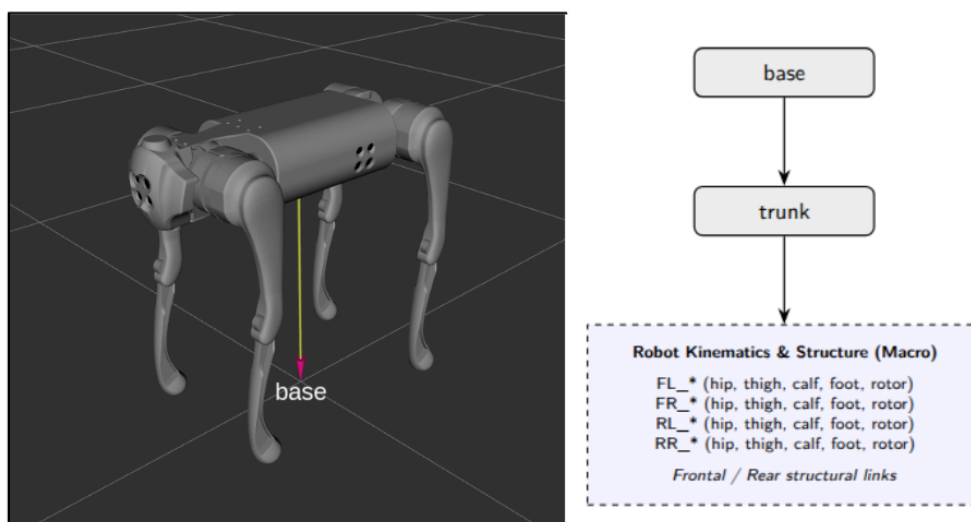 base
base
trunk
Robot Kinematics & Structure (Macro)
FL_* (hip, thigh, calf, foot, rotor)
FR_* (hip, thigh, calf, foot, rotor)
RL_* (hip, thigh, calf, foot, rotor)
RR_* (hip, thigh, calf, foot, rotor)
Frontal / Rear structural links